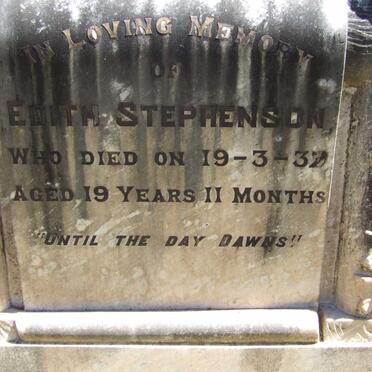 IN LOVING MEMORY
OF
EDITH STEPHENSON
WHO DIED ON 19-3-32
AGED 19 YEARS 11 MONTHS
"UNTIL THE DAY DAWNS"